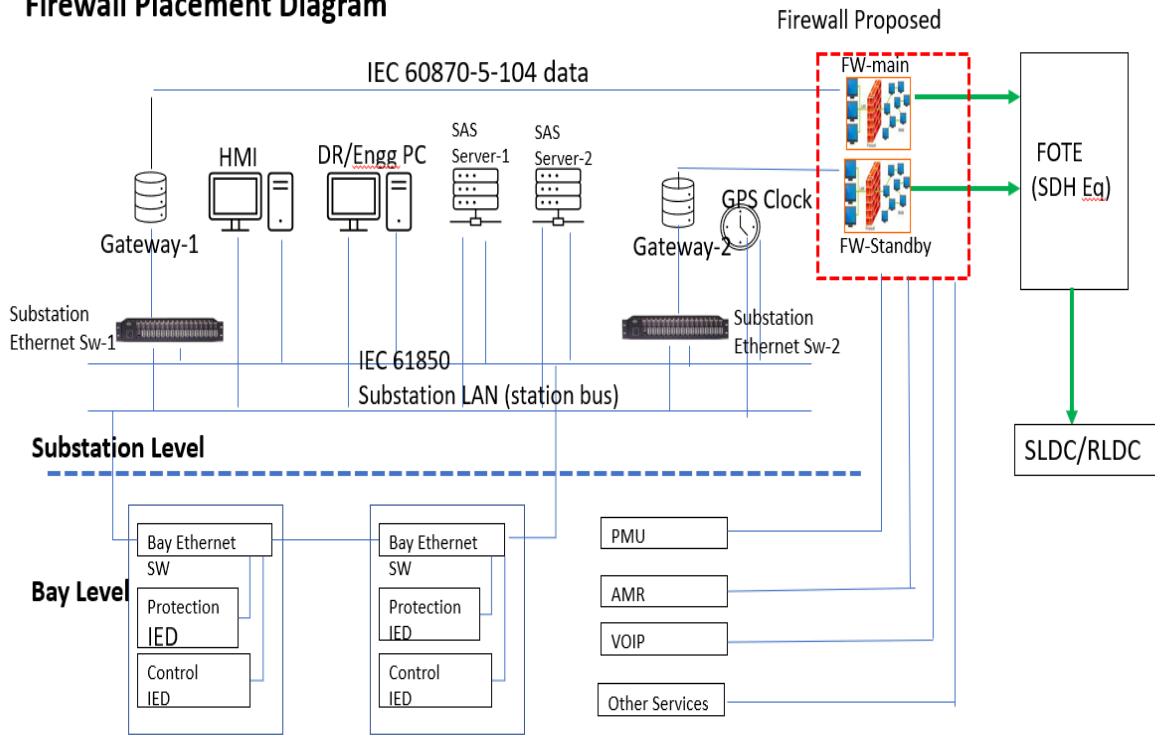 Firewall Placement Diagram
Firewall Proposed
IEC 60870-5-104 data
FW-main
HMI
DR/Engg PC
SAS
Server-1
SAS
Server-2
FOTE
(SDH Eq)
Gateway-1
Gateway-2
GPS Clock
FW-Standby
Substation
Ethernet Sw-1
Substation
Ethernet Sw-2
IEC 61850
Substation LAN (station bus)
Substation Level
SLDC/RLDC
Bay Level
Bay Ethernet
SW
Protection
IED
Control
IED
Bay Ethernet
SW
Protection
IED
Control
IED
PMU
AMR
VOIP
Other Services